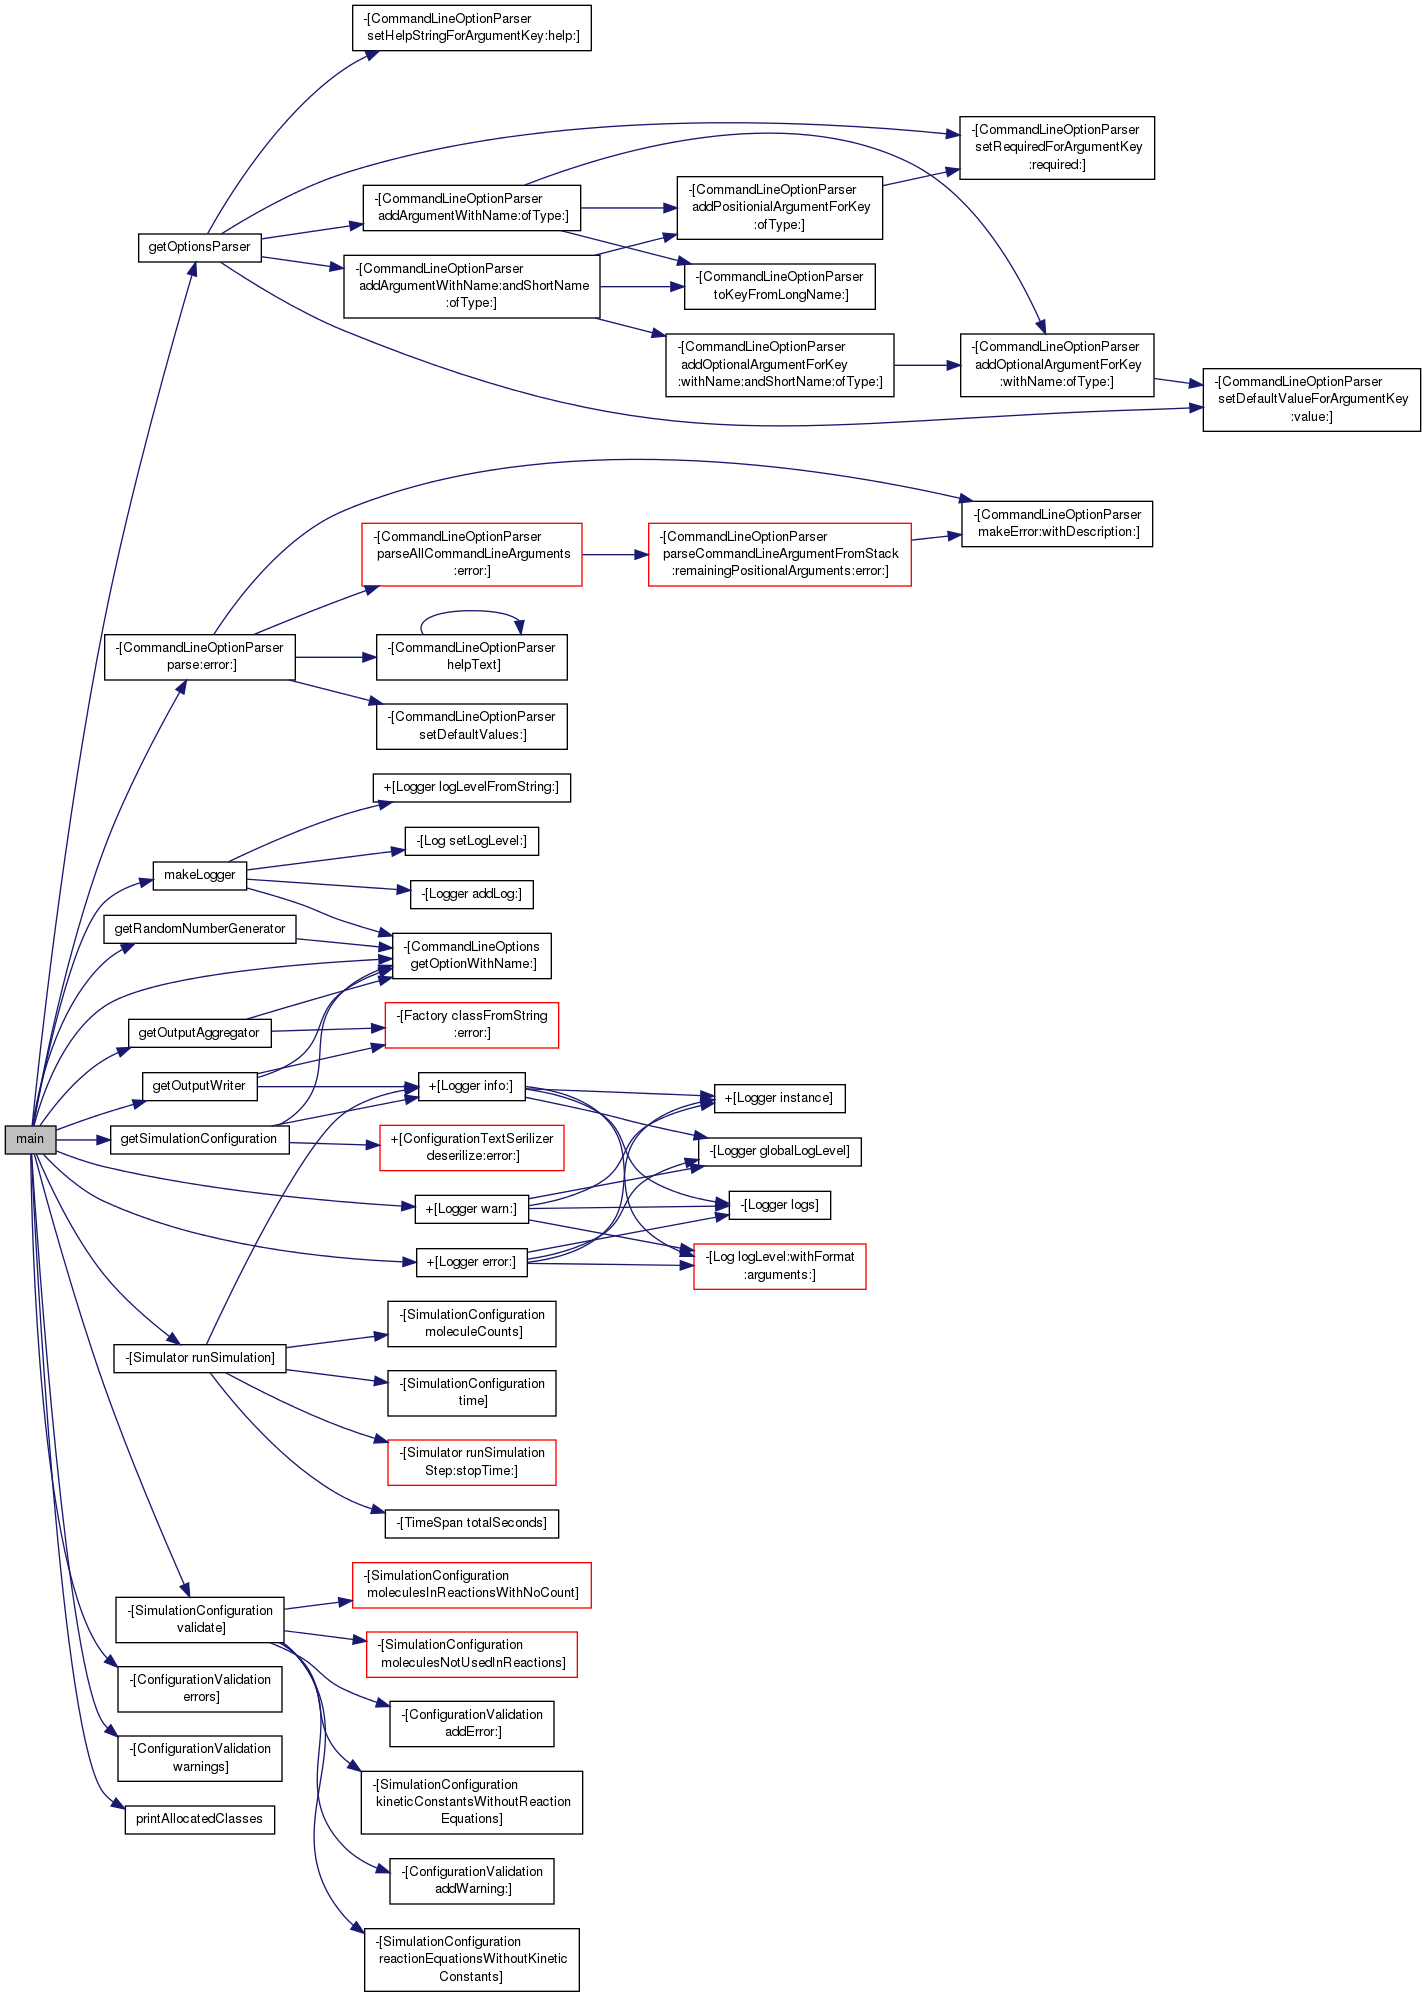 -[CommandLineOptionParser
setHelpStringForArgumentKey:help:]
-[CommandLineOptionParser
setRequiredForArgumentKey
:required:]
-[CommandLineOptionParser
addArgumentWithName:ofType:]
-[CommandLineOptionParser
addPositionialArgumentForKey
:ofType:]
getOptionsParser
-[CommandLineOptionParser
addArgumentWithName:andShortName
:ofType:]
-[CommandLineOptionParser
toKeyFromLongName:]
-[CommandLineOptionParser
addOptionalArgumentForKey
:withName:andShortName:ofType:]
-[CommandLineOptionParser
addOptionalArgumentForKey
:withName:ofType:]
-[CommandLineOptionParser
setDefaultValueForArgumentKey
:value:]
-[CommandLineOptionParser
makeError:withDescription:]
-[CommandLineOptionParser
parseAllCommandLineArguments
:error:]
-[CommandLineOptionParser
parseCommandLineArgumentFromStack
:remainingPositionalArguments:error:]
-[CommandLineOptionParser
parse:error:]
-[CommandLineOptionParser
helpText]
-[CommandLineOptionParser
setDefaultValues:]
+[Logger logLevelFromString:]
-[Log setLogLevel:]
makeLogger
-[Logger addLog:]
getRandomNumberGenerator
-[CommandLineOptions
getOptionWithName:]
getOutputAggregator
-[Factory classFromString
:error:]
getOutputWriter
+[Logger info:]
+[Logger instance]
main
getSimulationConfiguration
+[ConfigurationTextSerilizer
deserilize:error:]
-[Logger globalLogLevel]
+[Logger warn:]
-[Logger logs]
+[Logger error:]
-[Log logLevel:withFormat
:arguments:]
-[SimulationConfiguration
moleculeCounts]
-[Simulator runSimulation]
-[SimulationConfiguration
time]
-[Simulator runSimulation
Step:stopTime:]
-[TimeSpan totalSeconds]
-[SimulationConfiguration
moleculesInReactionsWithNoCount]
-[SimulationConfiguration
validate]
-[SimulationConfiguration
moleculesNotUsedInReactions]
-[ConfigurationValidation
errors]
-[ConfigurationValidation
addError:]
-[ConfigurationValidation
warnings]
-[SimulationConfiguration
kineticConstantsWithoutReaction
Equations]
printAllocatedClasses
-[ConfigurationValidation
addWarning:]
-[SimulationConfiguration
reactionEquationsWithoutKinetic
Constants]